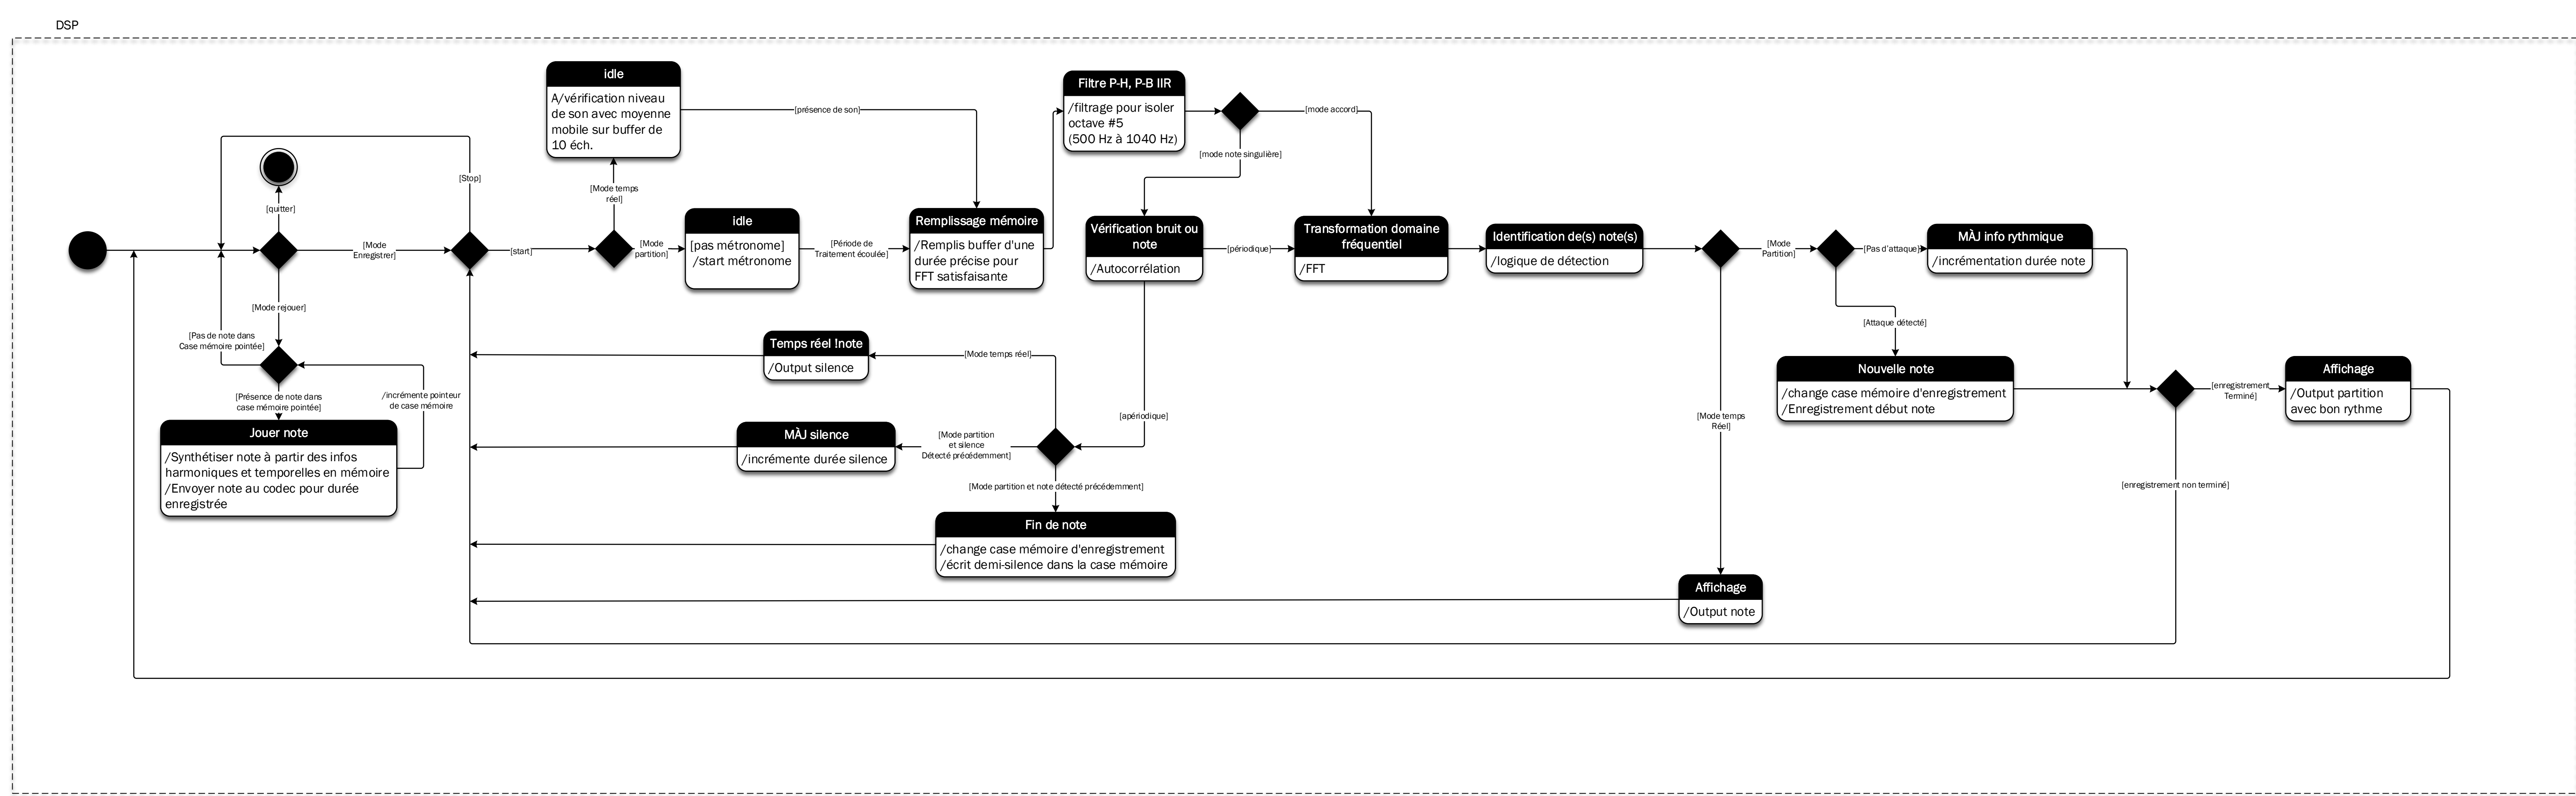 DSP
idle
A/vérification niveau
de son avec moyenne
mobile sur buffer de
10 éch.
[présence de son]
Filtre P-H, P-B IIR
/filtrage pour isoler
octave #5
(500 Hz à 1040 Hz)
[mode accord]
[mode note singulière]
[Stop]
[quitter]
[Mode temps
réel]
[Mode
Enregistrer]
[start]
[Mode
partition]
idle
[pas métronome]
/start métronome
[Période de
Traitement écoulée]
Remplissage mémoire
/Remplis buffer d'une
durée précise pour
FFT satisfaisante
Vérification bruit ou
note
/Autocorrélation
[périodique]
Transformation domaine
fréquentiel
/FFT
Identification de(s) note(s)
/logique de détection
[Mode
Partition]
[Pas d'attaque]
MÀJ info rythmique
/incrémentation durée note
[Mode rejouer]
[Pas de note dans
Case mémoire pointée]
[Présence de note dans
case mémoire pointée]
/incrémente pointeur
de case mémoire
Jouer note
/Synthétiser note à partir des infos
harmoniques et temporelles en mémoire
/Envoyer note au codec pour durée
enregistrée
Temps réel !note
/Output silence
[Mode temps réel]
[apériodique]
MÀJ silence
/incrémente durée silence
[Mode partition
et silence
Détecté précédemment]
[Mode partition et note détecté précédemment]
Fin de note
/change case mémoire d'enregistrement
/écrit demi-silence dans la case mémoire
[Mode temps
Réel]
Affichage
/Output note
[Attaque détecté]
Nouvelle note
/change case mémoire d'enregistrement
/Enregistrement début note
[enregistrement
Terminé]
[enregistrement non terminé]
Affichage
/Output partition
avec bon rythme